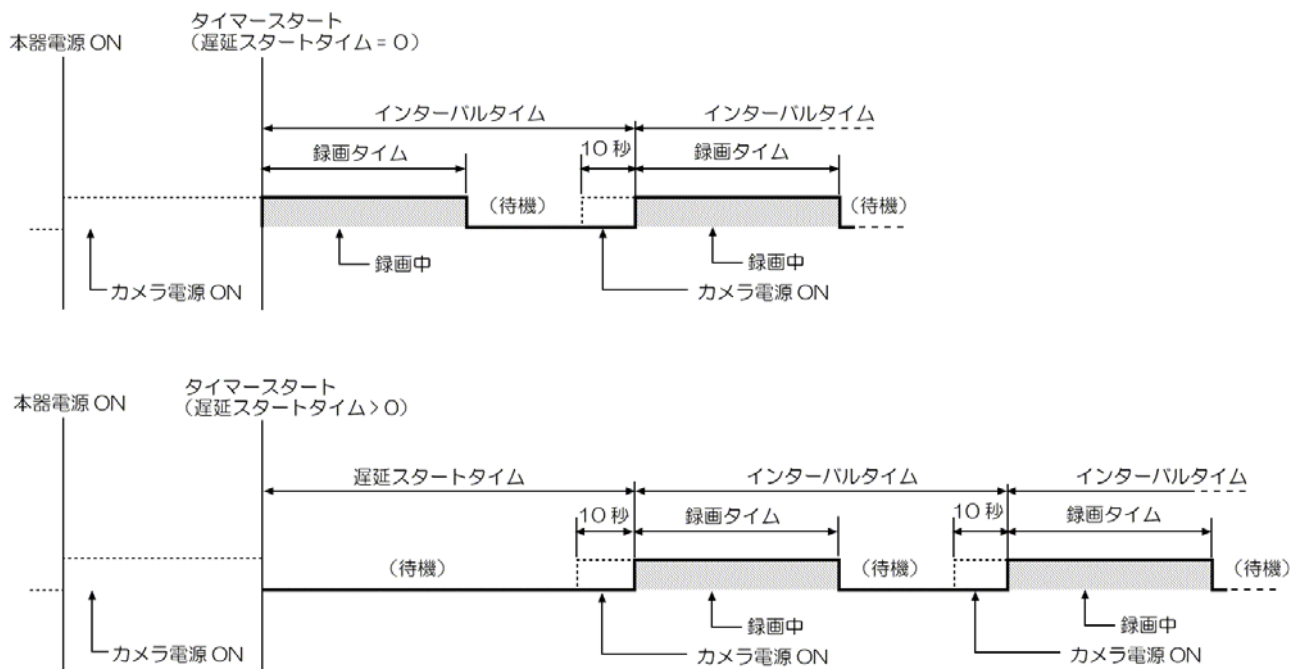 タイマースタート
本器電源 ON
（遅延スタートタイム = 0）
インターバルタイム
インターバルタイム
録画タイム
10 秒
録画タイム
（待機）
（待機）
録画中
録画中
カメラ電源 ON
カメラ電源 ON
タイマースタート
本器電源 ON
（遅延スタートタイム > 0）
遅延スタートタイム
インターバルタイム
インターバルタイム
10 秒
録画タイム
10 秒
録画タイム
（待機）
（待機）
（待機）
録画中
録画中
カメラ電源 ON
カメラ電源 ON
カメラ電源 ON